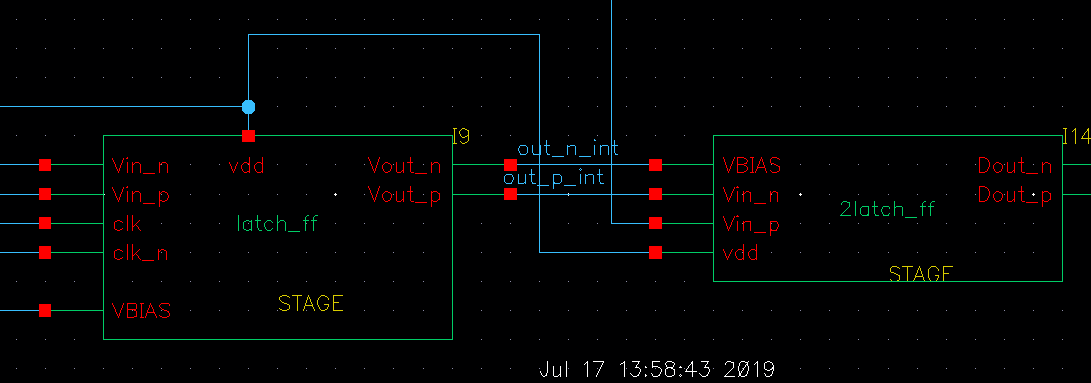 I9
I14
out_n_int
Vin_n
vdd
Vout_n
VBIAS
Dout_n
out_p_int
Vin_p
Vout_p
Vin_n
Dout_p
clk
latch_ff
Vin_p
2latch_ff
clk_n
vdd
STAGE
STAGE
VBIAS
Jul 17 13:58:43 2019